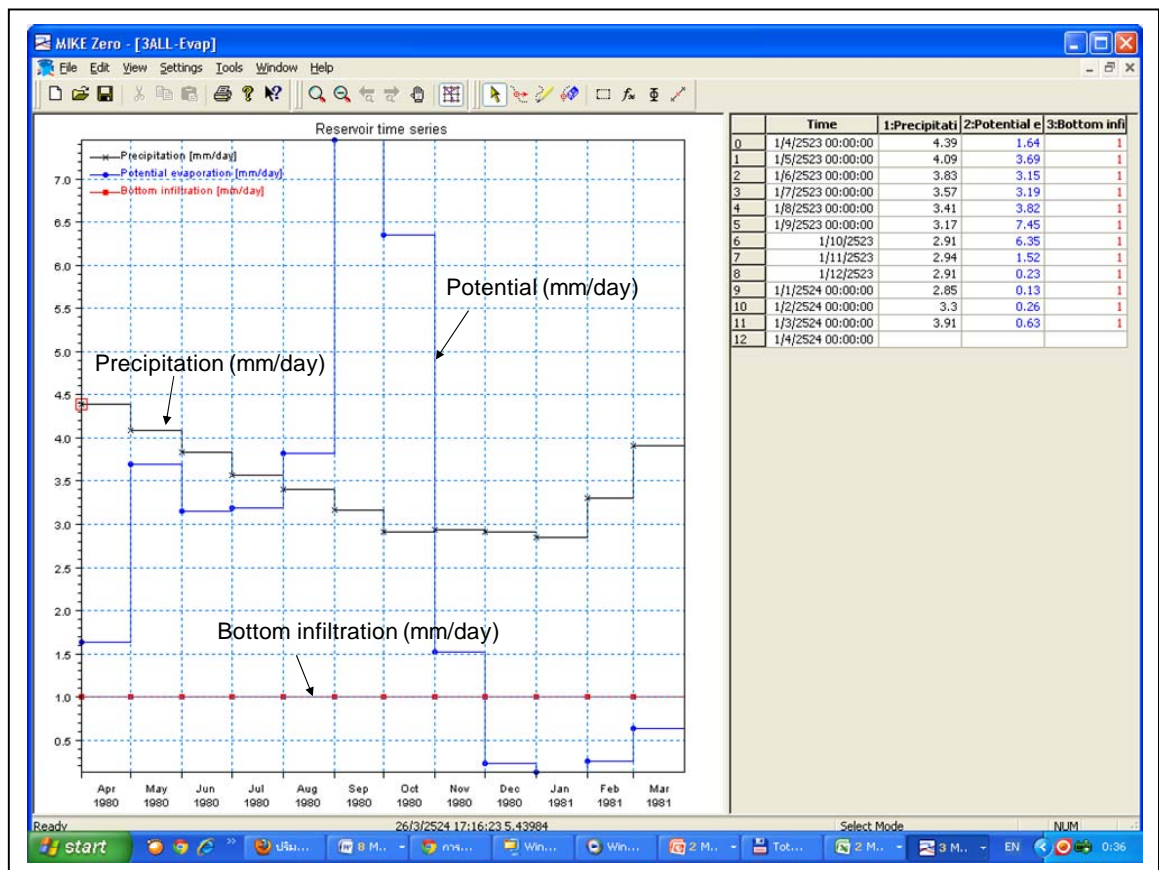 MIKE Zero - [3ALL-Evap]
File Edit View Settings Tools Window Help
Reservoir time series
Precipitation [mm/day]
Potential evaporation [mm/day]
Bottom infiltration [mm/day]
7.0
6.5
6.0
5.5
5.0
4.5
4.0
3.5
3.0
2.5
2.0
1.5
1.0
0.5
Potential (mm/day)
Precipitation (mm/day)
Bottom infiltration (mm/day)
Apr May Jun Jul Aug Sep Oct Nov Dec Jan Feb Mar
1980 1980 1980 1980 1980 1980 1980 1980 1980 1981 1981 1981
Time 1:Precipitati 2:Potential e 3:Bottom infi
0 1/4/2523 00:00:00 4.39 1.64 1
1 1/5/2523 00:00:00 4.09 3.69 1
2 1/6/2523 00:00:00 3.83 3.15 1
3 1/7/2523 00:00:00 3.57 3.19 1
4 1/8/2523 00:00:00 3.41 3.82 1
5 1/9/2523 00:00:00 3.17 7.45 1
6 1/10/2523 2.91 6.35 1
7 1/11/2523 2.94 1.52 1
8 1/12/2523 2.91 0.23 1
9 1/1/2524 00:00:00 2.85 0.13 1
10 1/2/2524 00:00:00 3.3 0.26 1
11 1/3/2524 00:00:00 3.91 0.63 1
12 1/4/2524 00:00:00
Ready 26/3/2524 17:16:23 5.43984 Select Mode NUM
start ปริม... 8 M.. การ... Win... Win... 2 M.. Tot... 2 M.. 3 M.. EN 0:36